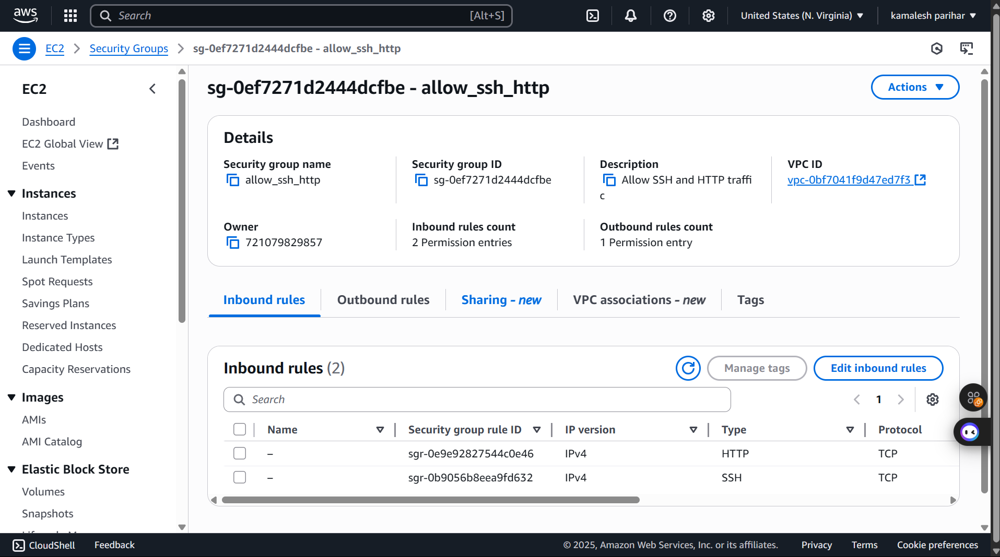 aws
Search [Alt+S]
United States (N. Virginia)
kamalesh parihar
EC2 > Security Groups > sg-0ef7271d2444dcfbe - allow_ssh_http
EC2
Dashboard
EC2 Global View
Events
Instances
Instances
Instance Types
Launch Templates
Spot Requests
Savings Plans
Reserved Instances
Dedicated Hosts
Capacity Reservations
Images
AMIs
AMI Catalog
Elastic Block Store
Volumes
Snapshots
sg-0ef7271d2444dcfbe - allow_ssh_http
Actions
Details
Security group name
allow_ssh_http
Security group ID
sg-0ef7271d2444dcfbe
Description
Allow SSH and HTTP traffi
c
VPC ID
vpc-0bf7041f9d47ed7f3
Owner
721079829857
Inbound rules count
2 Permission entries
Outbound rules count
1 Permission entry
Inbound rules
Outbound rules
Sharing - new
VPC associations - new
Tags
Inbound rules (2)
Manage tags
Edit inbound rules
Search
1
Name Security group rule ID IP version Type Protocol
– sgr-0e9e92827544c0e46 IPv4 HTTP TCP
– sgr-0b9056b8eea9fd632 IPv4 SSH TCP
CloudShell
Feedback
© 2025, Amazon Web Services, Inc. or its affiliates.
Privacy
Terms
Cookie preferences